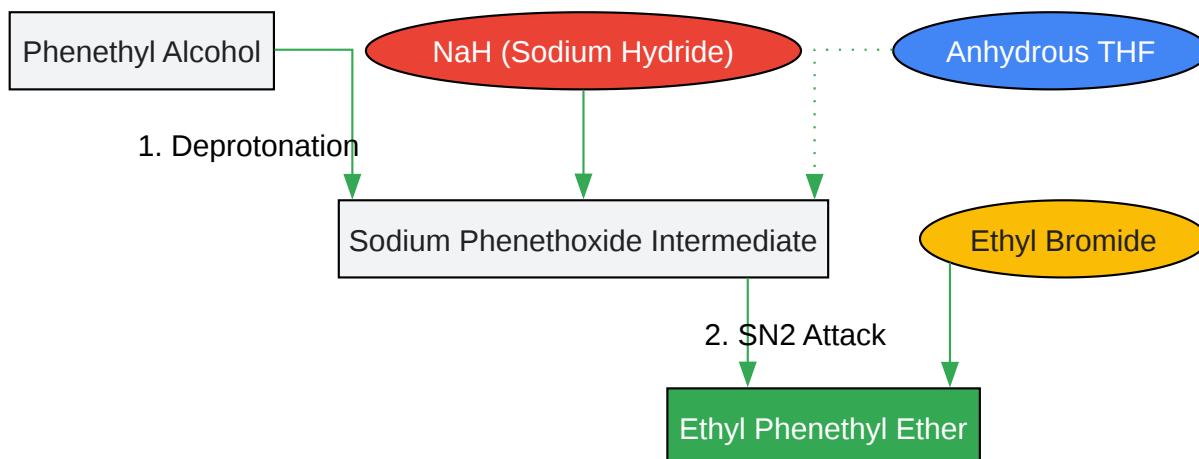 Phenethyl Alcohol
NaH (Sodium Hydride)
Anhydrous THF
1. Deprotonation
Sodium Phenethoxide Intermediate
Ethyl Bromide
2. SN2 Attack
Ethyl Phenethyl Ether